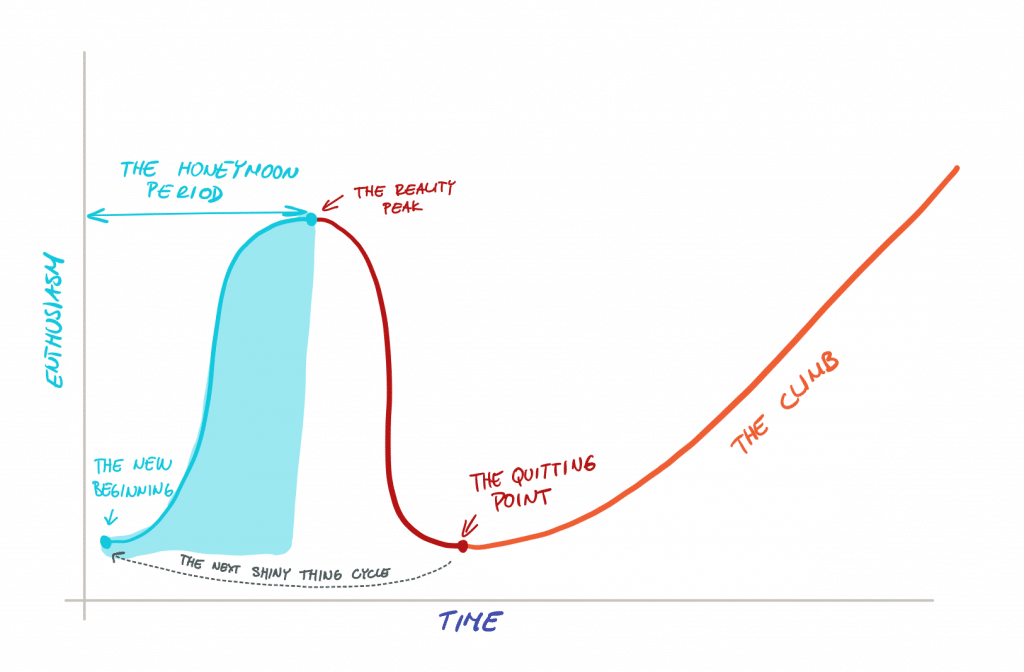 THE HONEYMOON
PERIOD
THE REALITY
PEAK
ENTHUSIASM
THE NEW
BEGINNING
THE QUITTING
POINT
THE CLIMB
THE NEXT SHINY THING CYCLE
TIME